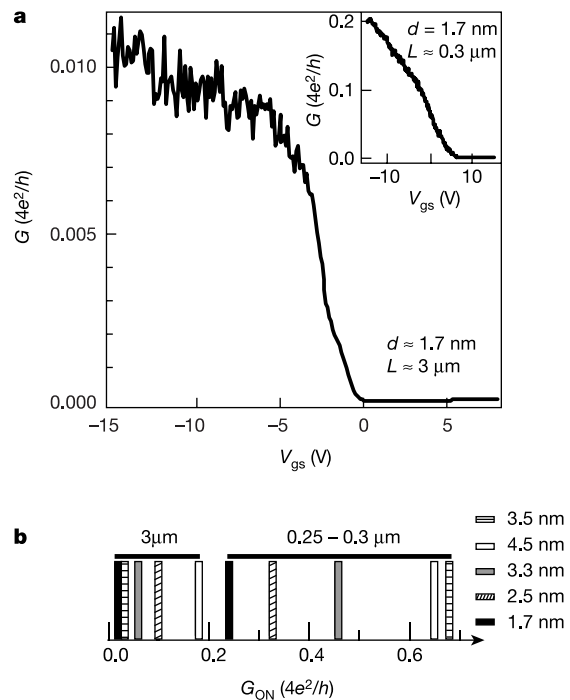 a
G (4e²/h)
0.010
0.005
0.000
−15
−10
−5
0
5
V_gs (V)
d ≈ 1.7 nm
L ≈ 3 μm
G (4e²/h)
0.2
0.1
0.0
−10
0
10
V_gs (V)
d = 1.7 nm
L ≈ 0.3 μm
b
3μm
0.25 – 0.3 μm
0.0
0.2
0.4
0.6
G_ON (4e²/h)
3.5 nm
4.5 nm
3.3 nm
2.5 nm
1.7 nm